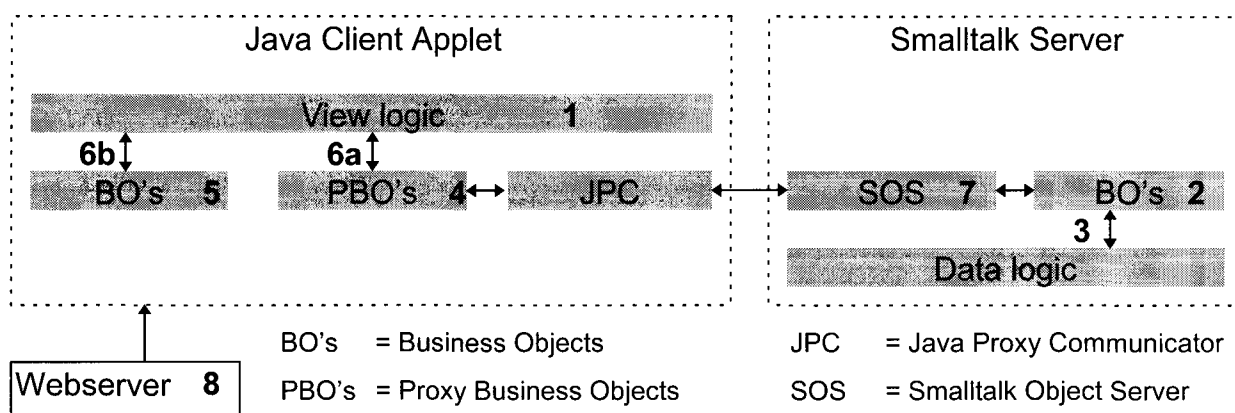 Java Client Applet Smalltalk Server
View logic 1
6b 6a
BO's 5 PBO's 4 JPC SOS 7 BO's 2
3
Data logic
BO's = Business Objects JPC = Java Proxy Communicator
Webserver 8 PBO's = Proxy Business Objects SOS = Smalltalk Object Server